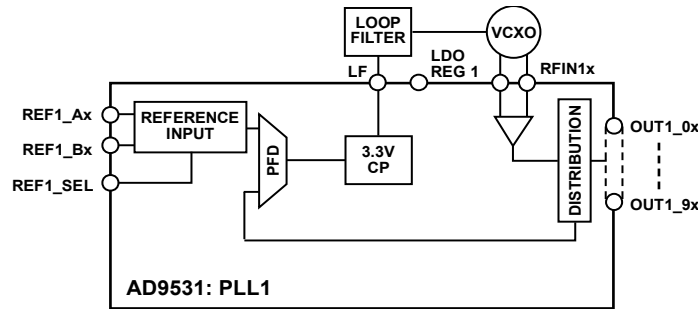 LOOP
FILTER
VCXO
LF
LDO
REG 1
RFIN1x
REF1_Ax
REF1_Bx
REF1_SEL
REFERENCE
INPUT
PFD
3.3V
CP
DISTRIBUTION
OUT1_0x
OUT1_9x
AD9531: PLL1